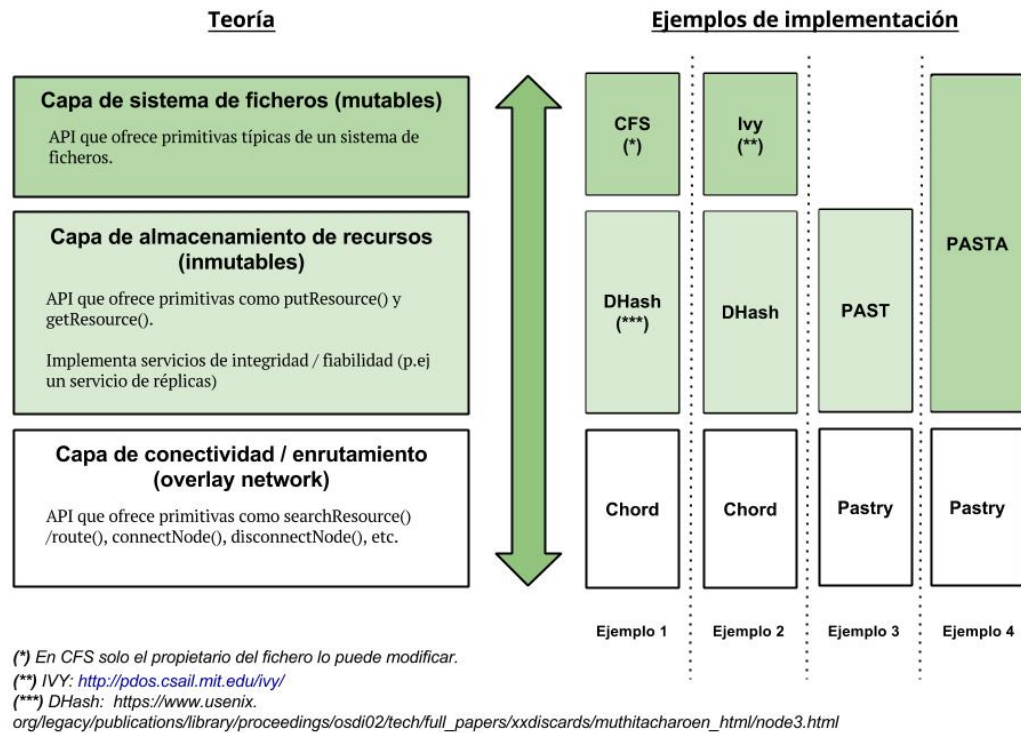 Teoría
Ejemplos de implementación
Capa de sistema de ficheros (mutables)
API que ofrece primitivas típicas de un sistema de
ficheros.
Capa de almacenamiento de recursos
(inmutables)
API que ofrece primitivas como putResource() y
getResource().
Implementa servicios de integridad / fiabilidad (p.ej
un servicio de réplicas)
Capa de conectividad / enrutamiento
(overlay network)
API que ofrece primitivas como searchResource()
/route(), connectNode(), disconnectNode(), etc.
CFS
(*)
DHash
(***)
Chord
Ejemplo 1
Ivy
(**)
DHash
Chord
Ejemplo 2
PAST
Pastry
Ejemplo 3
PASTA
Pastry
Ejemplo 4
(*) En CFS solo el propietario del fichero lo puede modificar.
(**) IVY: http://pdos.csail.mit.edu/ivy/
(***) DHash: https://www.usenix.
org/legacy/publications/library/proceedings/osdi02/tech/full_papers/xxdiscards/muthitacharoen_html/node3.html